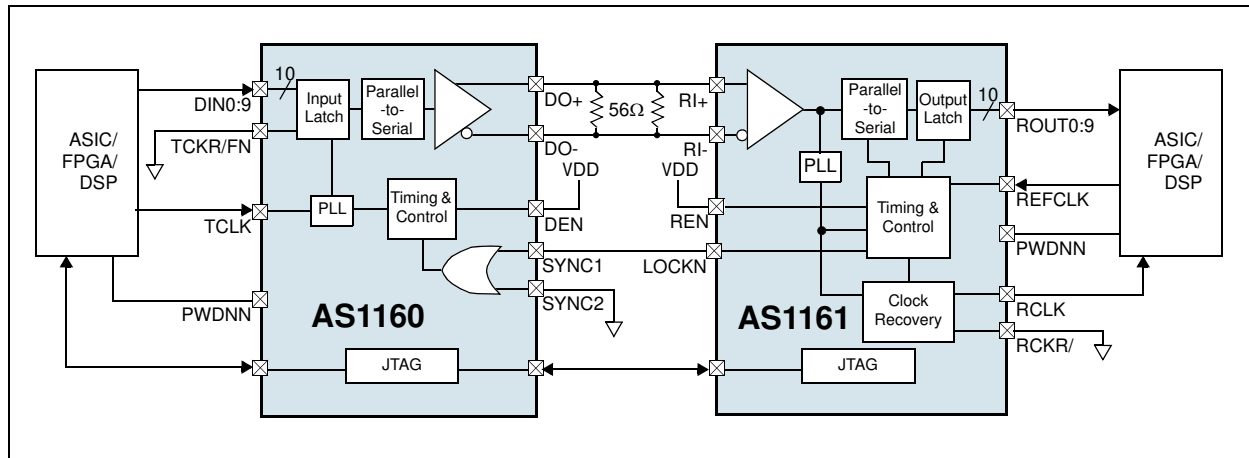 ASIC/
FPGA/
DSP
DIN0:9
TCKR/FN
TCLK
PWDNN
10
Input
Latch
Parallel
-to-
Serial
PLL
Timing &
Control
AS1160
JTAG
DO+
DO-
VDD
DEN
SYNC1
SYNC2
56Ω
RI+
RI-
VDD
REN
LOCKN
PLL
Parallel
-to-
Serial
Output
Latch
10
Timing &
Control
Clock
Recovery
AS1161
JTAG
ROUT0:9
REFCLK
PWDNN
RCLK
RCKR/
ASIC/
FPGA/
DSP